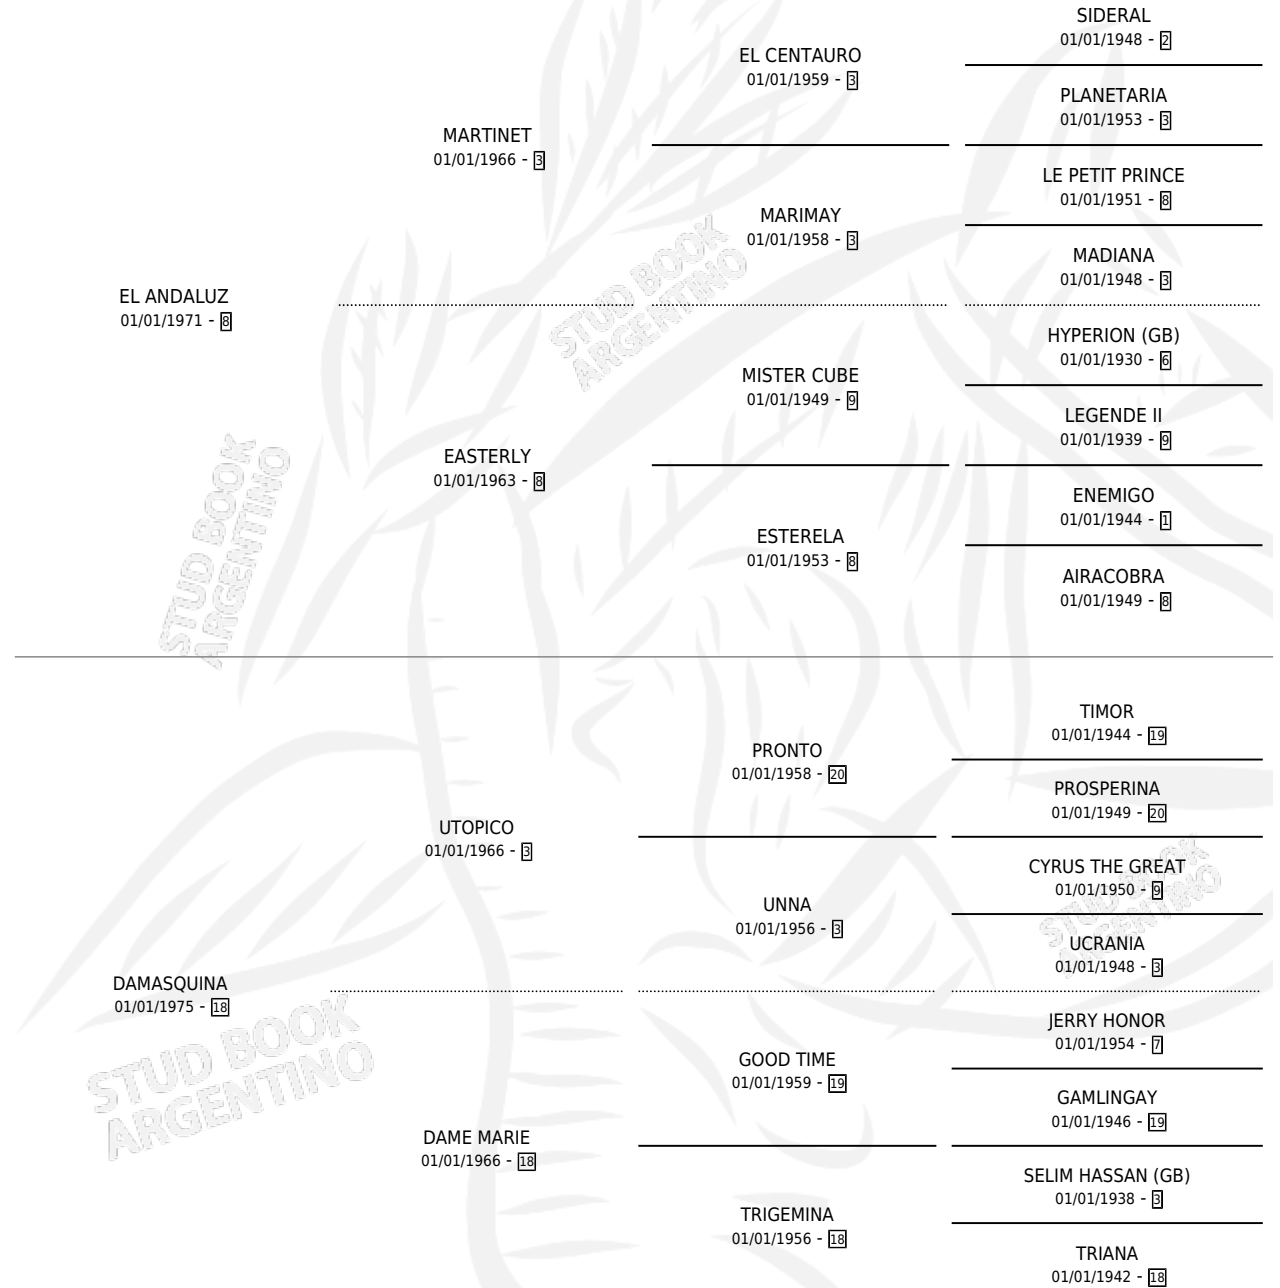 SIDERAL
01/01/1948 - 2
EL CENTAURO
01/01/1959 - 3
PLANETARIA
01/01/1953 - 3
MARTINET
01/01/1966 - 3
LE PETIT PRINCE
01/01/1951 - 8
MARIMAY
01/01/1958 - 3
MADIANA
01/01/1948 - 3
EL ANDALUZ
01/01/1971 - 8
HYPERION (GB)
01/01/1930 - 6
MISTER CUBE
01/01/1949 - 9
LEGENDE II
01/01/1939 - 9
EASTERLY
01/01/1963 - 8
ENEMIGO
01/01/1944 - 1
ESTERELA
01/01/1953 - 8
AIRACOBRA
01/01/1949 - 8
STUD BOOK
ARGENTINO
STUD BOOK
ARGENTINO
TIMOR
01/01/1944 - 19
PRONTO
01/01/1958 - 20
PROSPERINA
01/01/1949 - 20
UTOPICO
01/01/1966 - 3
CYRUS THE GREAT
01/01/1950 - 9
UNNA
01/01/1956 - 3
UCRANIA
01/01/1948 - 3
DAMASQUINA
01/01/1975 - 18
JERRY HONOR
01/01/1954 - 7
GOOD TIME
01/01/1959 - 19
GAMLINGAY
01/01/1946 - 19
DAME MARIE
01/01/1966 - 18
SELIM HASSAN (GB)
01/01/1938 - 3
TRIGEMINA
01/01/1956 - 18
TRIANA
01/01/1942 - 18
STUD BOOK
ARGENTINO
STUD BOOK
ARGENTINO